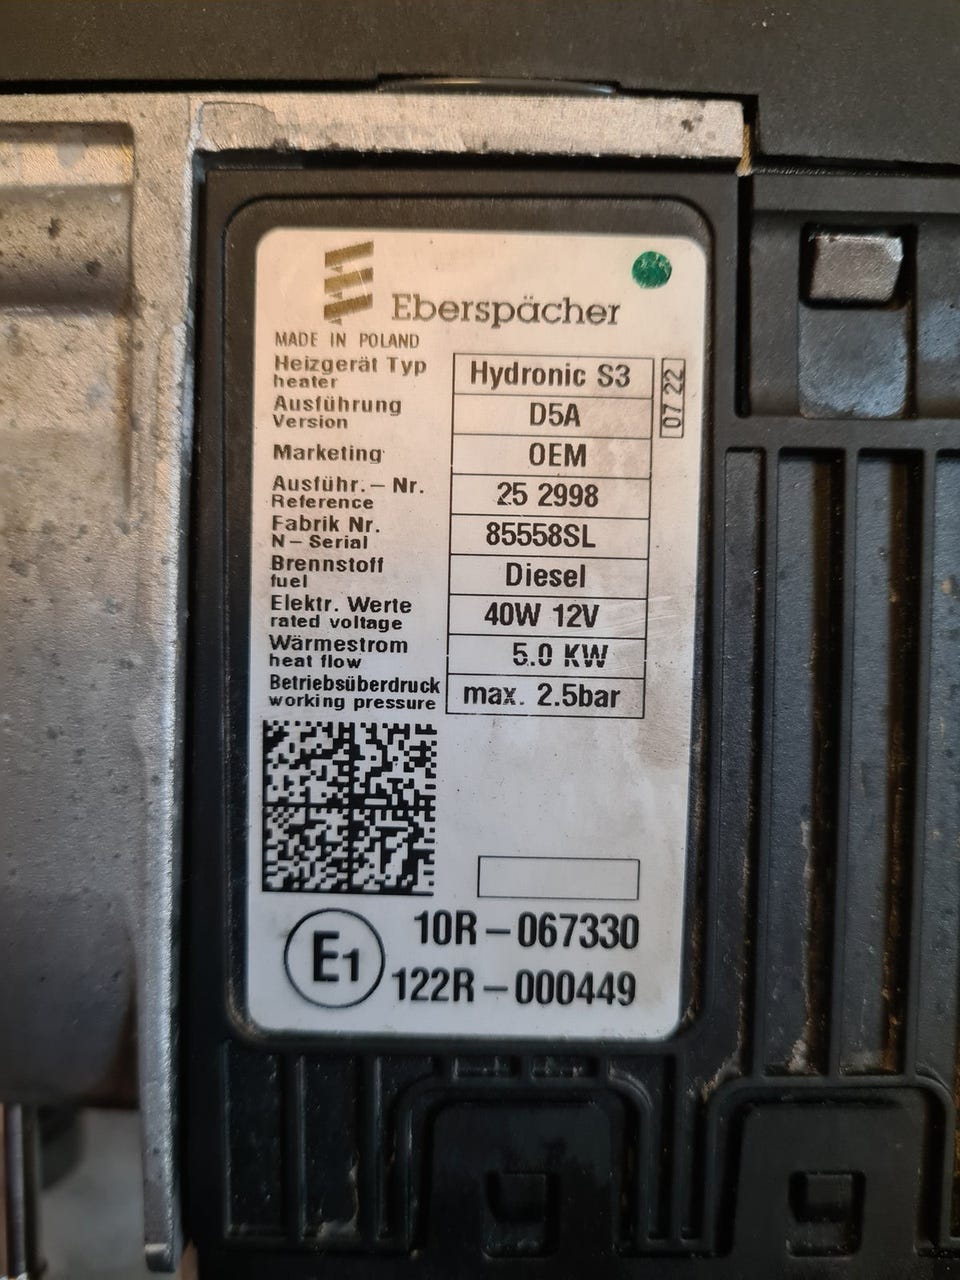 Eberspächer
MADE IN POLAND
Heizgerät Typ
heater
Hydronic S3
07 22
Ausführung
Version
D5A
Marketing
OEM
Ausführ.-Nr.
Reference
25 2998
Fabrik Nr.
N-Serial
85558SL
Brennstoff
fuel
Diesel
Elektr. Werte
rated voltage
40W 12V
Wärmestrom
heat flow
5.0 KW
Betriebsüberdruck
working pressure
max. 2.5bar
E1
10R-067330
122R-000449